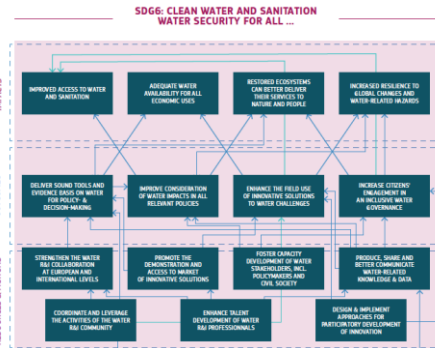 SDG6: CLEAN WATER AND SANITATION
WATER SECURITY FOR ALL ...
IMPROVED ACCESS TO WATER
AND SANITATION
ADEQUATE WATER
AVAILABILITY FOR ALL
ECONOMIC USES
RESTORED ECOSYSTEMS
CAN BETTER DELIVER
THEIR SERVICES TO
NATURE AND PEOPLE
INCREASED RESILIENCE TO
GLOBAL CHANGES AND
WATER-RELATED HAZARDS
DELIVER SOUND TOOLS AND
EVIDENCE BASIS ON WATER
FOR POLICY- &
DECISION-MAKING
IMPROVE CONSIDERATION
OF WATER IMPACTS IN ALL
RELEVANT POLICIES
ENHANCE THE FIELD USE
OF INNOVATIVE SOLUTIONS
TO WATER CHALLENGES
INCREASE CITIZENS'
ENGAGEMENT IN
AN INCLUSIVE WATER
GOVERNANCE
STRENGTHEN THE WATER
R&I COLLABORATION
AT EUROPEAN AND
INTERNATIONAL LEVELS
PROMOTE THE
DEMONSTRATION AND
ACCESS TO MARKET
OF INNOVATIVE SOLUTIONS
FOSTER CAPACITY
DEVELOPMENT OF WATER
STAKEHOLDERS, INCL.
POLICYMAKERS AND
CIVIL SOCIETY
PRODUCE, SHARE AND
BETTER COMMUNICATE
WATER-RELATED
KNOWLEDGE & DATA
COORDINATE AND LEVERAGE
THE ACTIVITIES OF THE WATER
R&I COMMUNITY
ENHANCE TALENT
DEVELOPMENT OF WATER
R&I PROFESSIONALS
DESIGN & IMPLEMENT
APPROACHES FOR
PARTICIPATORY DEVELOPMENT
OF INNOVATION